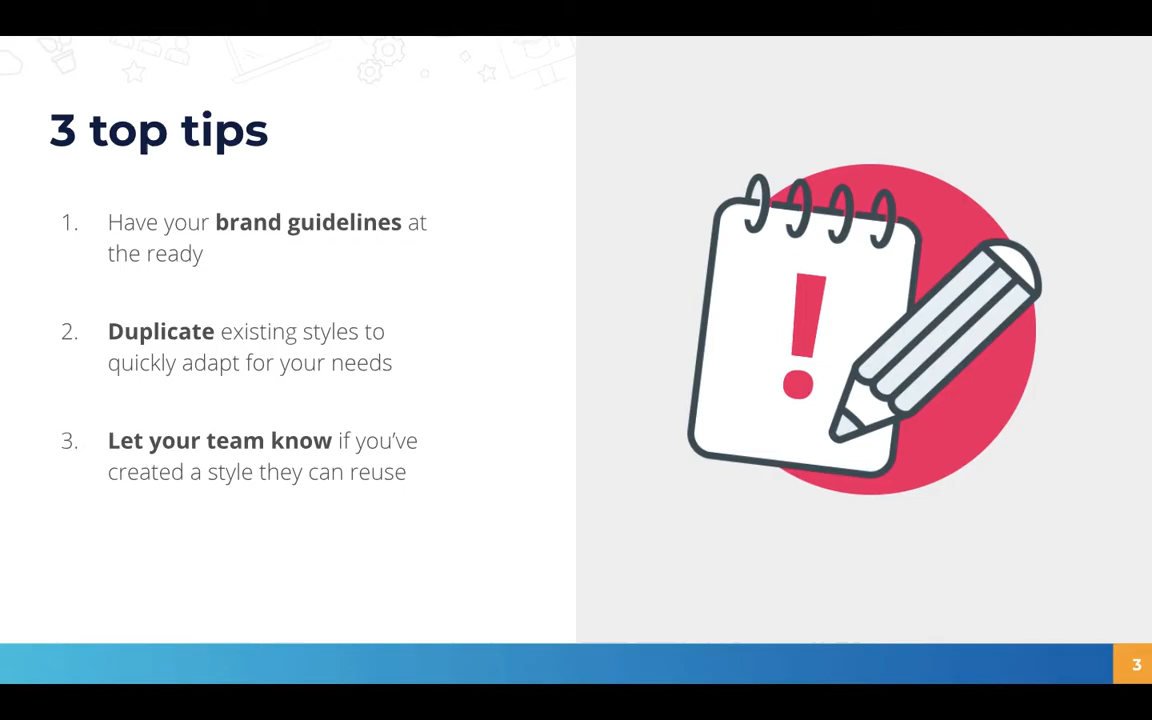 3 top tips
1. Have your brand guidelines at
the ready
2. Duplicate existing styles to
quickly adapt for your needs
3. Let your team know if you’ve
created a style they can reuse
!
3